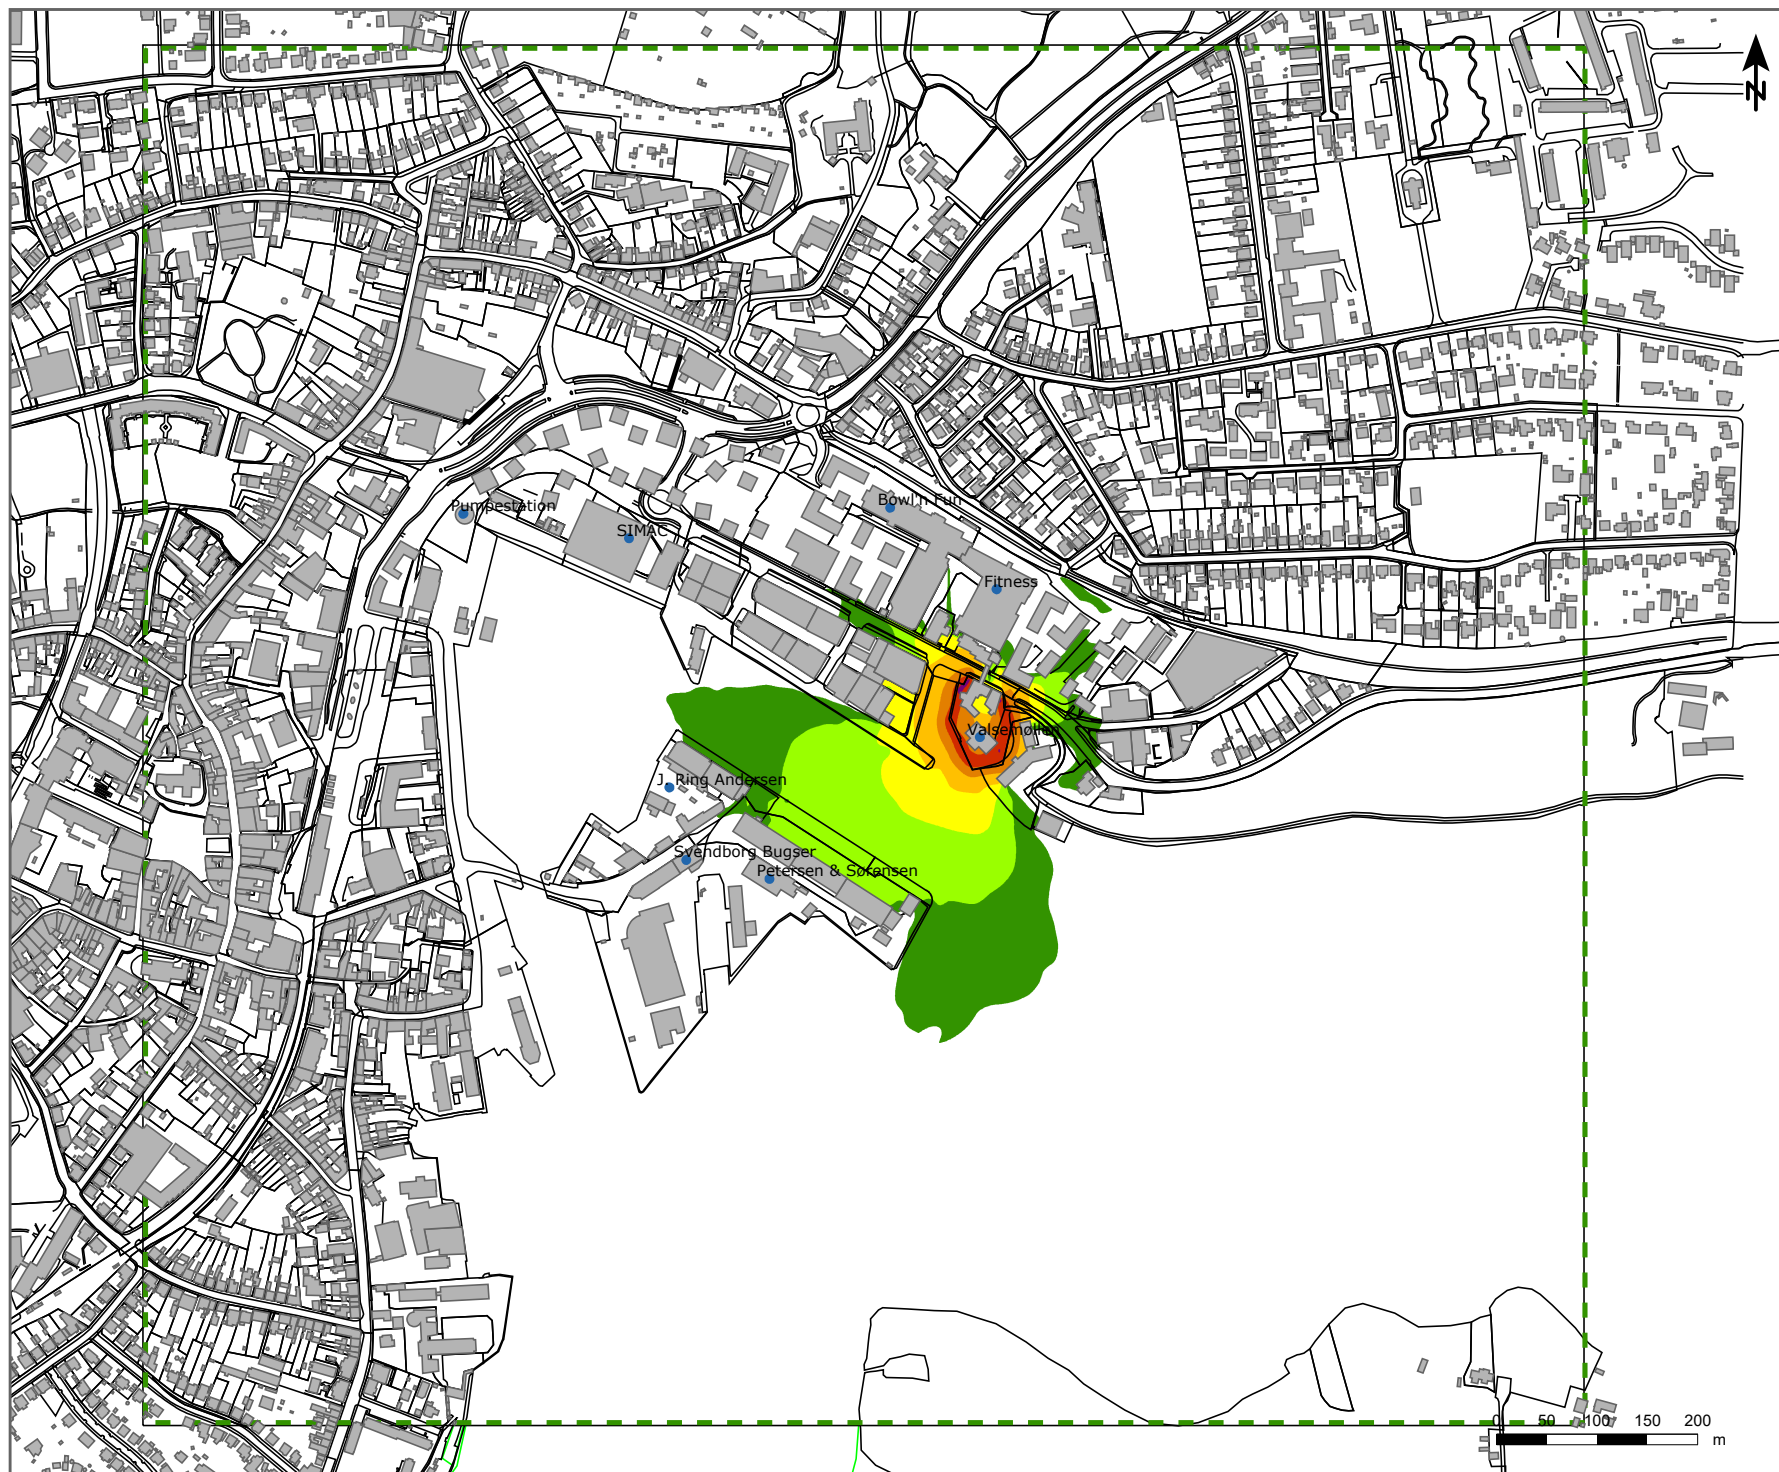 N
Pumpestation
Bowl'n Fun
SIMAC
Fitness
Valsemøllen
J. Ring Andersen
Svendborg Bugser
Petersen & Sørensen
0 50 100 150 200
m